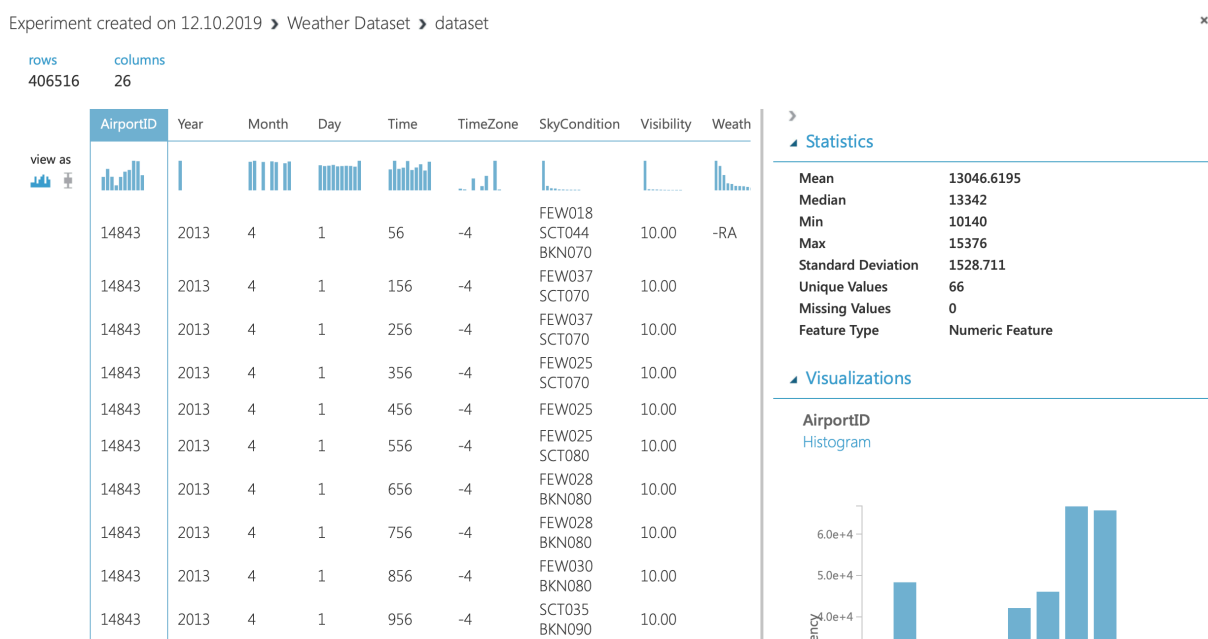 Experiment created on 12.10.2019 › Weather Dataset › dataset
×
rows columns
406516 26
AirportID Year Month Day Time TimeZone SkyCondition Visibility Weath
view as
14843 2013 4 1 56 -4 FEW018 SCT044 BKN070 10.00 -RA
14843 2013 4 1 156 -4 FEW037 SCT070 10.00
14843 2013 4 1 256 -4 FEW037 SCT070 10.00
14843 2013 4 1 356 -4 FEW025 SCT070 10.00
14843 2013 4 1 456 -4 FEW025 10.00
14843 2013 4 1 556 -4 FEW025 SCT080 10.00
14843 2013 4 1 656 -4 FEW028 BKN080 10.00
14843 2013 4 1 756 -4 FEW028 BKN080 10.00
14843 2013 4 1 856 -4 FEW030 BKN080 10.00
14843 2013 4 1 956 -4 SCT035 BKN090 10.00
Statistics
Mean 13046.6195
Median 13342
Min 10140
Max 15376
Standard Deviation 1528.711
Unique Values 66
Missing Values 0
Feature Type Numeric Feature
Visualizations
AirportID
Histogram
6.0e+4
5.0e+4
4.0e+4